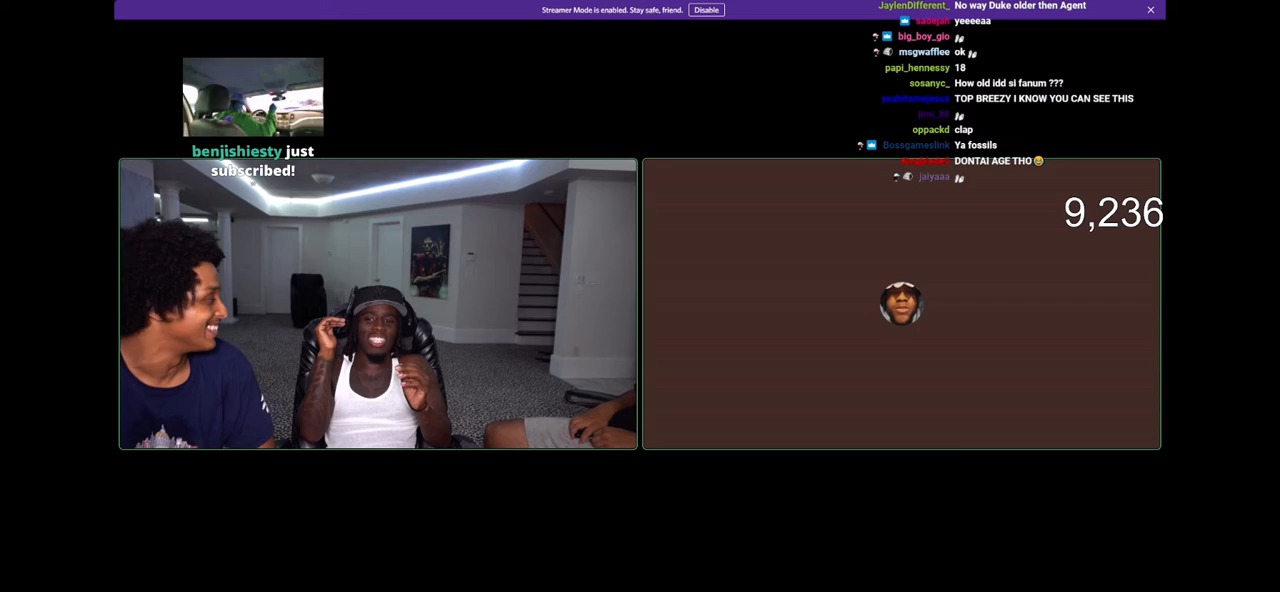 Streamer Mode is enabled. Stay safe, friend. Disable
JaylenDifferent_ No way Duke older then Agent
sadejah yeeeeaa
big_boy_gio
msgwafflee ok
papi_hennessy 18
sosanyc_ How old idd si fanum ???
TOP BREEZY I KNOW YOU CAN SEE THIS
oppackd clap
Bossgameslink Ya fossils
DONTAI AGE THO
jaiyaaa
benjishiesty just
subscribed!
9,236